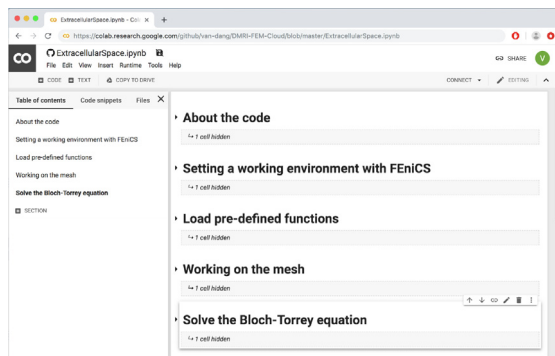 ExtracellularSpace.ipynb - Cola
https://colab.research.google.com/github/van-dang/DMRI-FEM-Cloud/blob/master/ExtracellularSpace.ipynb
CO
ExtracellularSpace.ipynb
SHARE
V
File Edit View Insert Runtime Tools Help
CODE TEXT COPY TO DRIVE
CONNECT EDITING
Table of contents Code snippets Files
About the code
Setting a working environment with FEniCS
Load pre-defined functions
Working on the mesh
Solve the Bloch-Torrey equation
SECTION
About the code
1 cell hidden
Setting a working environment with FEniCS
1 cell hidden
Load pre-defined functions
1 cell hidden
Working on the mesh
1 cell hidden
Solve the Bloch-Torrey equation
1 cell hidden